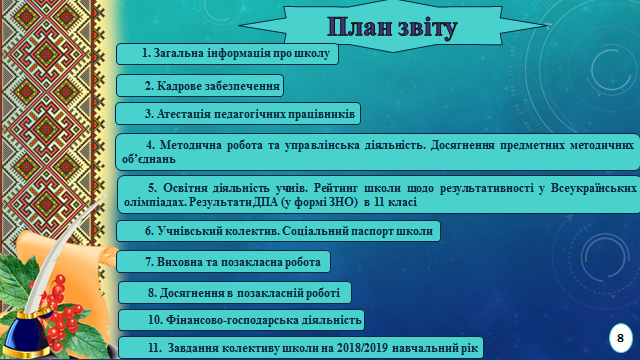 План звіту
1. Загальна інформація про школу
2. Кадрове забезпечення
3. Атестація педагогічних працівників
4. Методична робота та управлінська діяльність. Досягнення предметних методичних
об’єднань
5. Освітня діяльність учнів. Рейтинг школи щодо результативності у Всеукраїнських
олімпіадах. Результати ДПА (у формі ЗНО) в 11 класі
6. Учнівський колектив. Соціальний паспорт школи
7. Виховна та позакласна робота
8. Досягнення в позакласній роботі
10. Фінансово-господарська діяльність
11. Завдання колективу школи на 2018/2019 навчальний рік
8